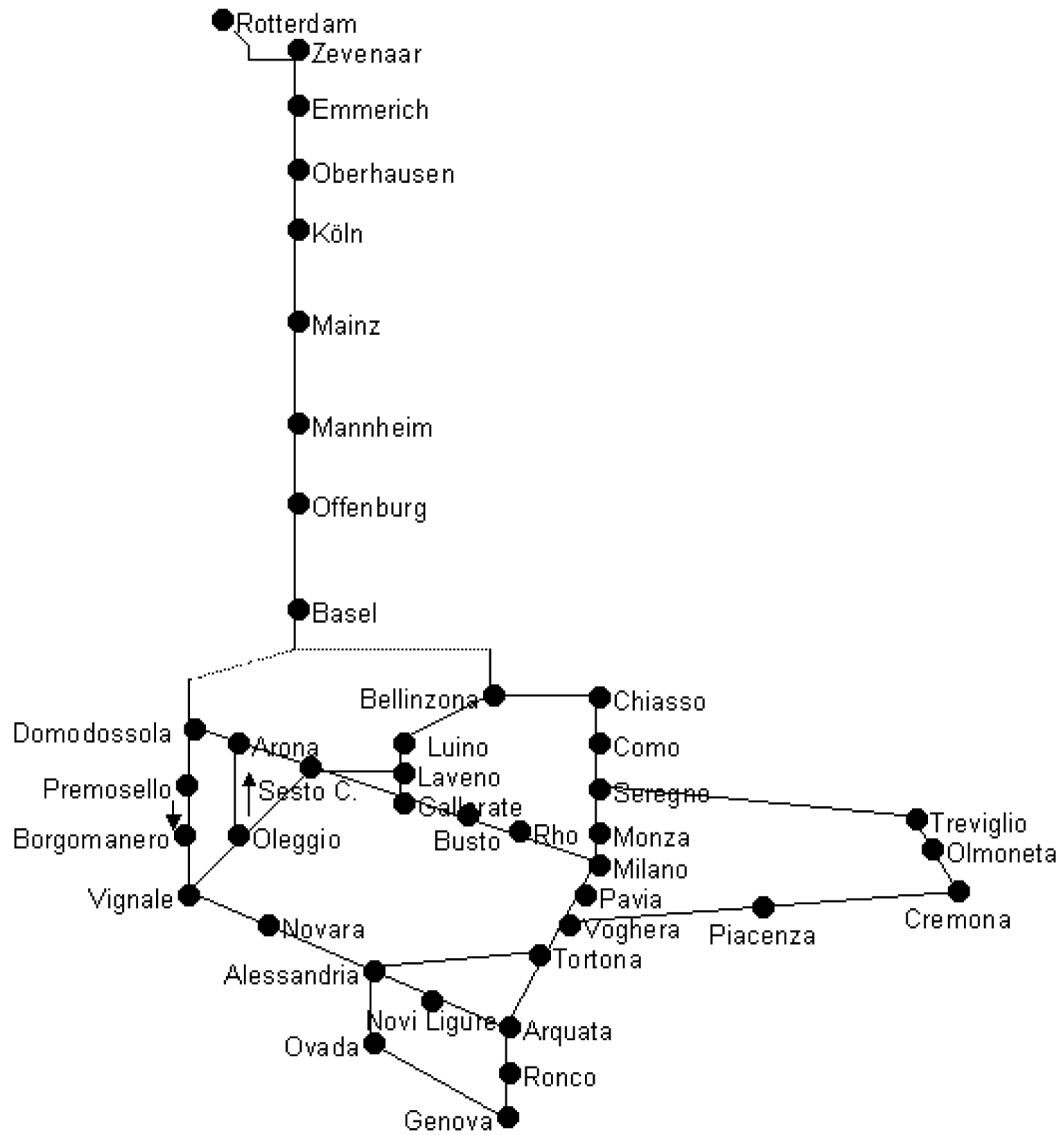 Rotterdam
Zevenaar
Emmerich
Oberhausen
Köln
Mainz
Mannheim
Offenburg
Basel
Bellinzona
Chiasso
Domodossola
Arona
Luino
Como
Laveno
Premosello
Sesto C.
Seregno
Gallarate
Treviglio
Borgomanero
Oleggio
Busto
Rho
Monza
Olmoneta
Milano
Vignale
Pavia
Cremona
Novara
Voghera
Piacenza
Alessandria
Tortona
Novi Ligure
Arquata
Ovada
Ronco
Genova